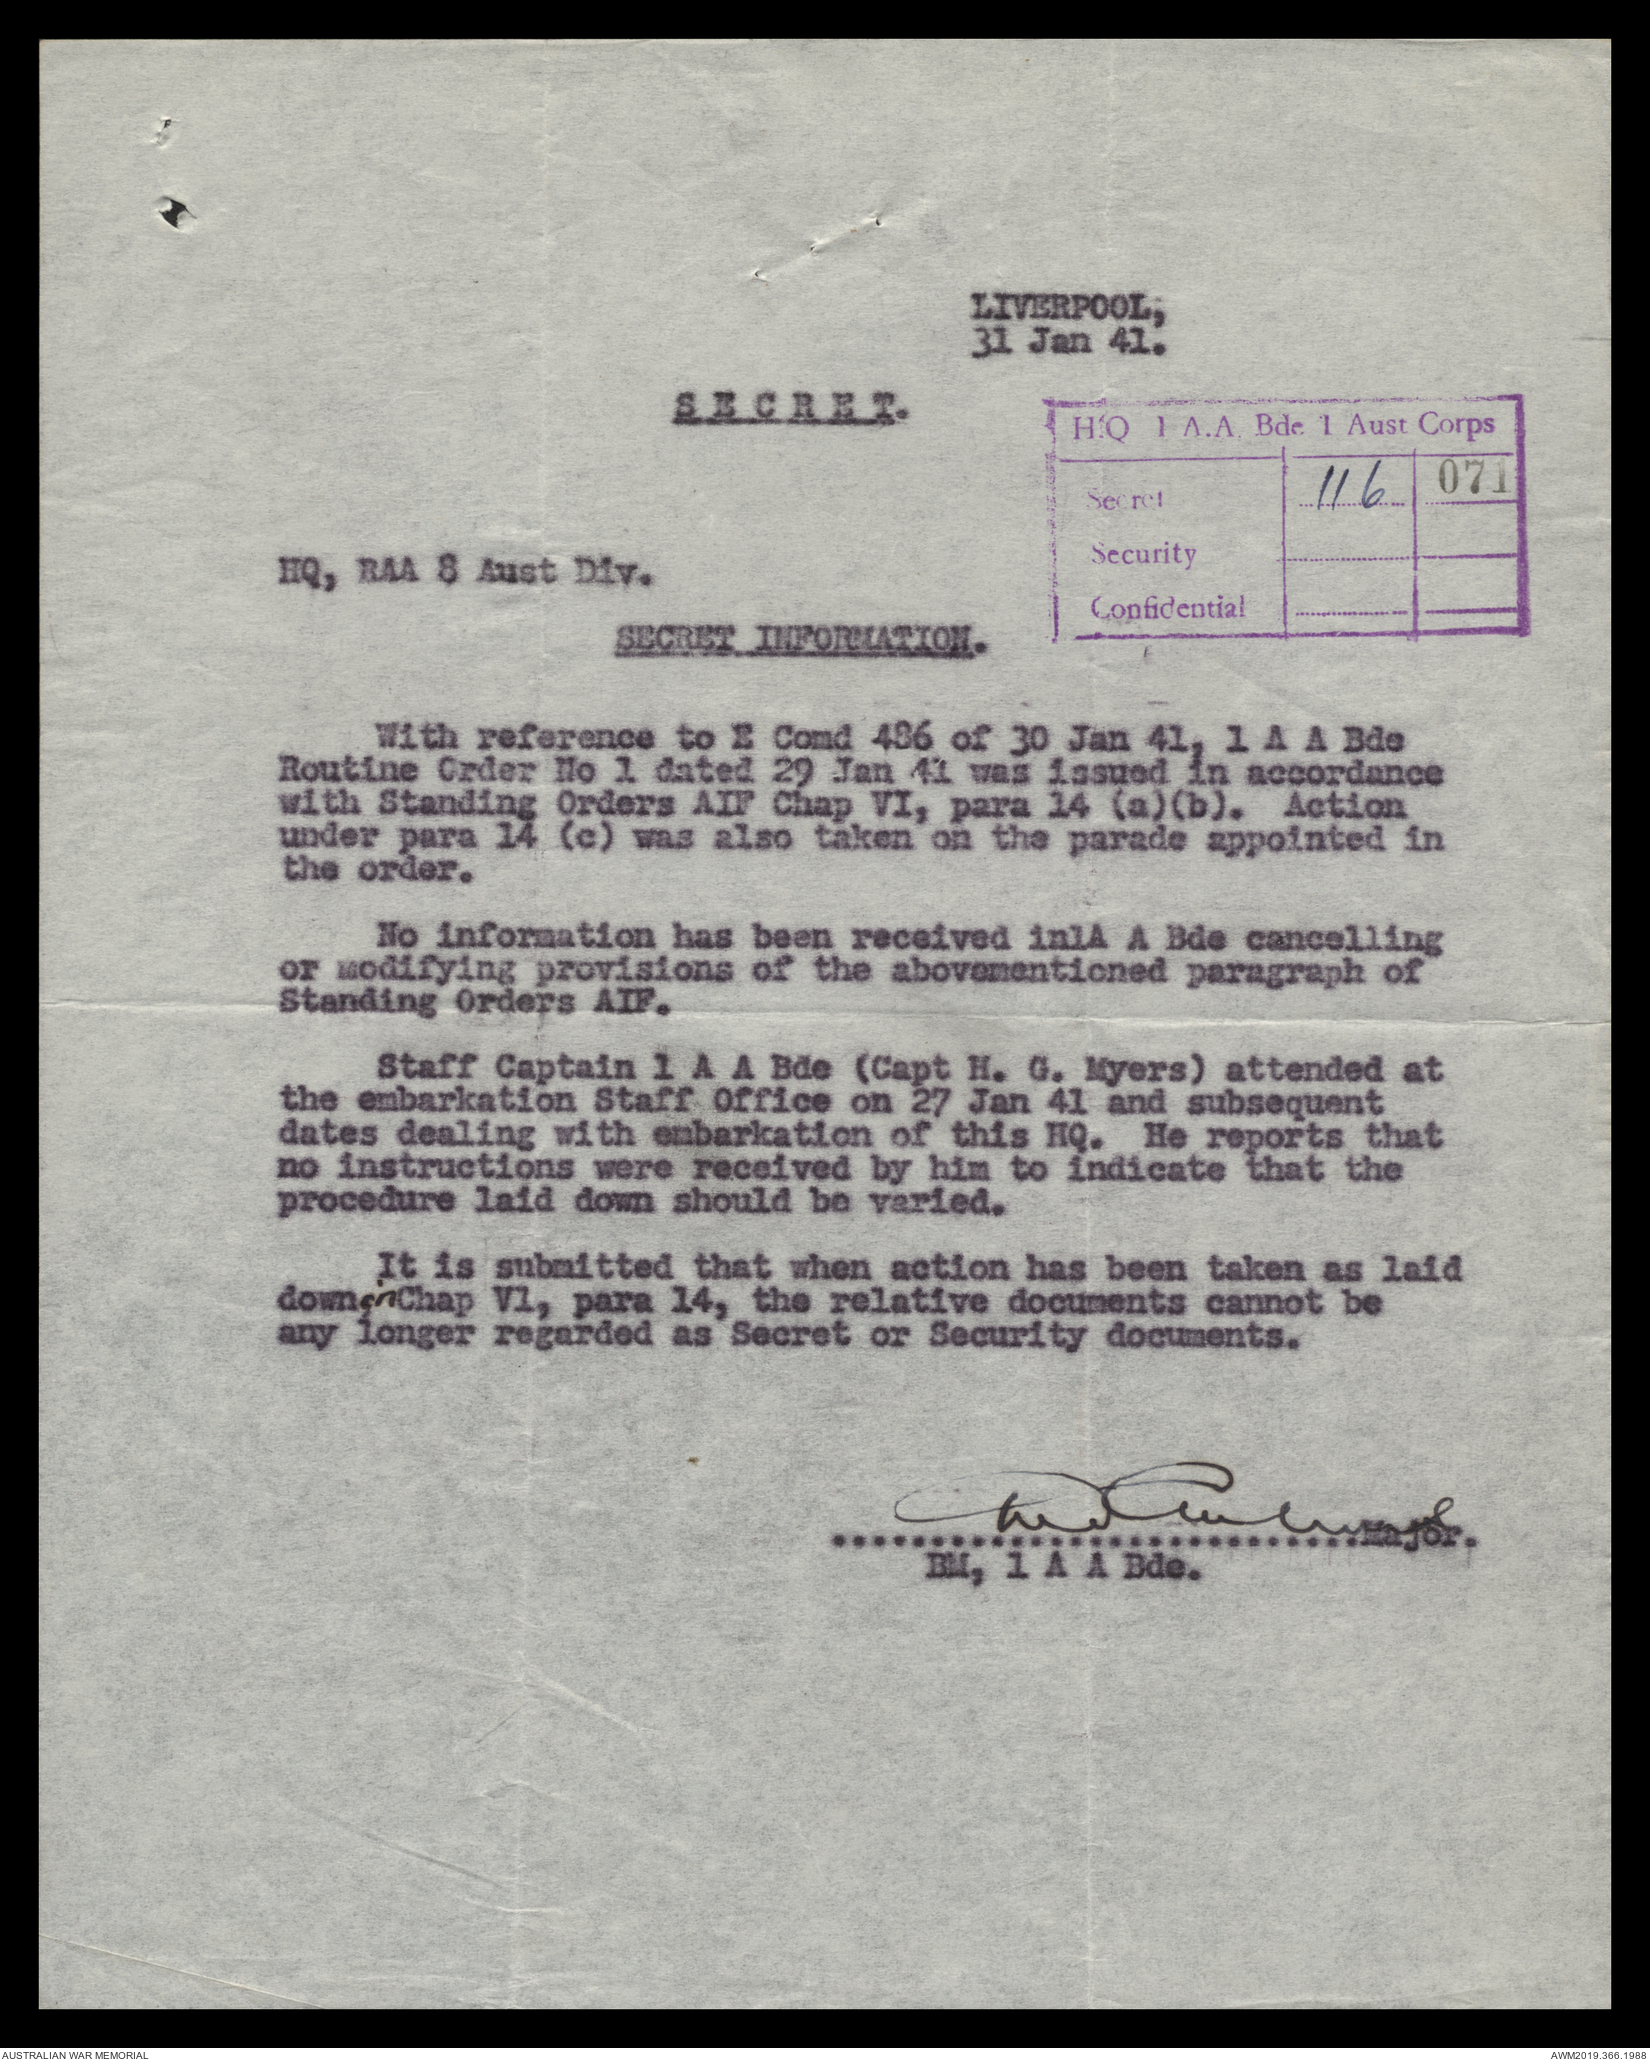 LIVERPOOL,
31 Jan 41.
S E C R E T.
H.Q 1 A.A. Bde 1 Aust Corps
Secret 116 071
Security
Confidential
HQ, RAA 8 Aust Div.
SECRET INFORMATION.
With reference to E Comd 486 of 30 Jan 41, 1 A A Bde
Routine Order No 1 dated 29 Jan 41 was issued in accordance
with Standing Orders AIF Chap VI, para 14 (a)(b). Action
under para 14 (c) was also taken on the parade appointed in
the order.
No information has been received in1A A Bde cancelling
or modifying provisions of the abovementioned paragraph of
Standing Orders AIF.
Staff Captain 1 A A Bde (Capt H. G. Myers) attended at
the embarkation Staff Office on 27 Jan 41 and subsequent
dates dealing with embarkation of this HQ. He reports that
no instructions were received by him to indicate that the
procedure laid down should be varied.
It is submitted that when action has been taken as laid
down in Chap V1, para 14, the relative documents cannot be
any longer regarded as Secret or Security documents.
...........................Major.
BM, 1 A A Bde.
AUSTRALIAN WAR MEMORIAL
AWM2019.366.1988